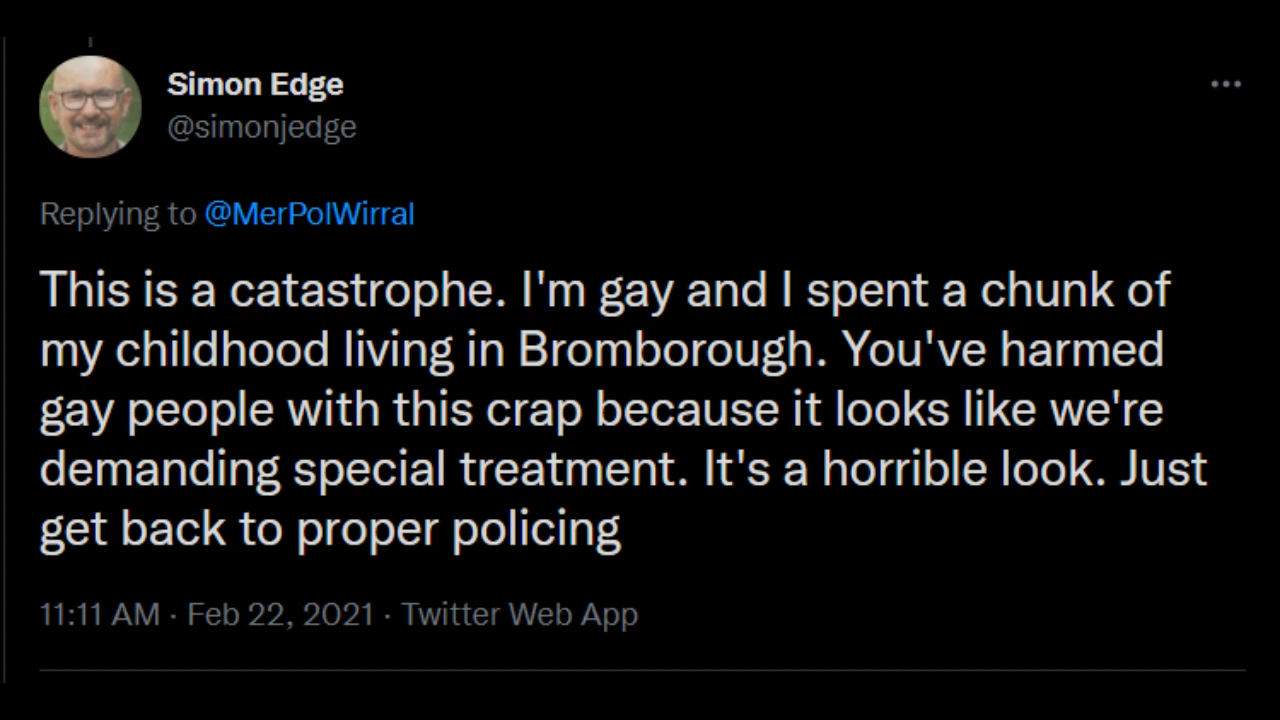 Simon Edge
@simonjedge
Replying to @MerPolWirral
This is a catastrophe. I'm gay and I spent a chunk of
my childhood living in Bromborough. You've harmed
gay people with this crap because it looks like we're
demanding special treatment. It's a horrible look. Just
get back to proper policing
11:11 AM · Feb 22, 2021 · Twitter Web App